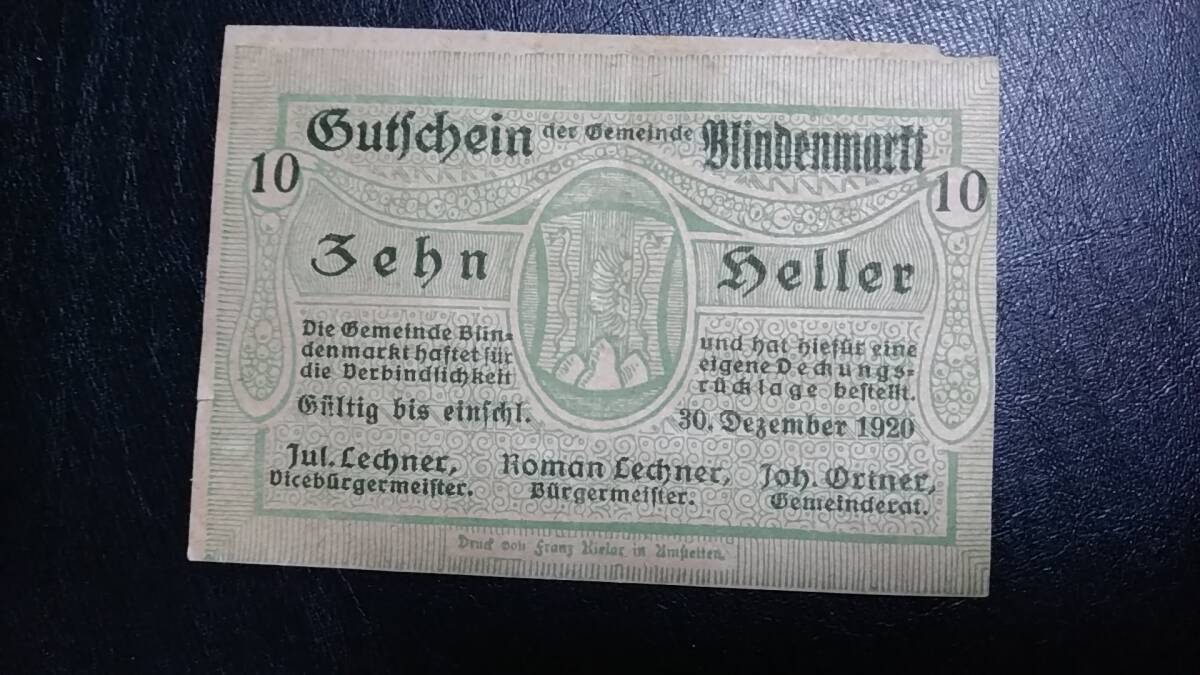 Gutschein der Gemeinde Blindenmarkt
10 10
Zehn Heller
Die Gemeinde Blin=
denmarkt haftet für
die Verbindlichkeit
und hat hiefür eine
eigene Deckungs=
rücklage bestellt.
Gültig bis einschl. 30. Dezember 1920
Jul. Lechner, Roman Lechner, Joh. Ortner,
Vicebürgermeister. Bürgermeister. Gemeinderat.
Druck von Franz in Amstetten.